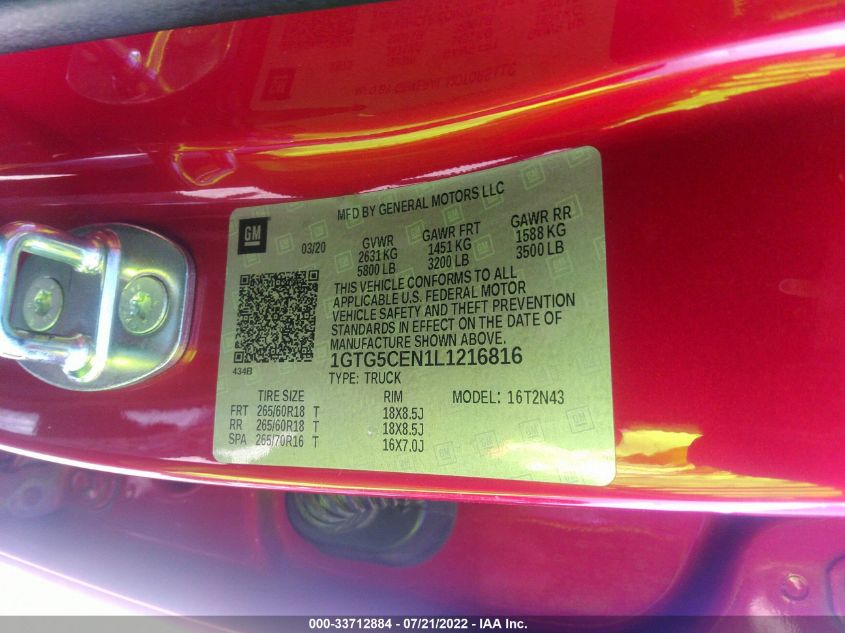 MFD BY GENERAL MOTORS LLC
GM
03/20
GVWR GAWR FRT GAWR RR
2631 KG 1451 KG 1588 KG
5800 LB 3200 LB 3500 LB
THIS VEHICLE CONFORMS TO ALL
APPLICABLE U.S. FEDERAL MOTOR
VEHICLE SAFETY AND THEFT PREVENTION
STANDARDS IN EFFECT ON THE DATE OF
MANUFACTURE SHOWN ABOVE.
434B
1GTG5CEN1L1216816
TYPE: TRUCK
TIRE SIZE RIM MODEL: 16T2N43
FRT 265/60R18 T 18X8.5J
RR 265/60R18 T 18X8.5J
SPA 265/70R16 T 16X7.0J
000-33712884 / 07/21/2022 - IAA Inc.